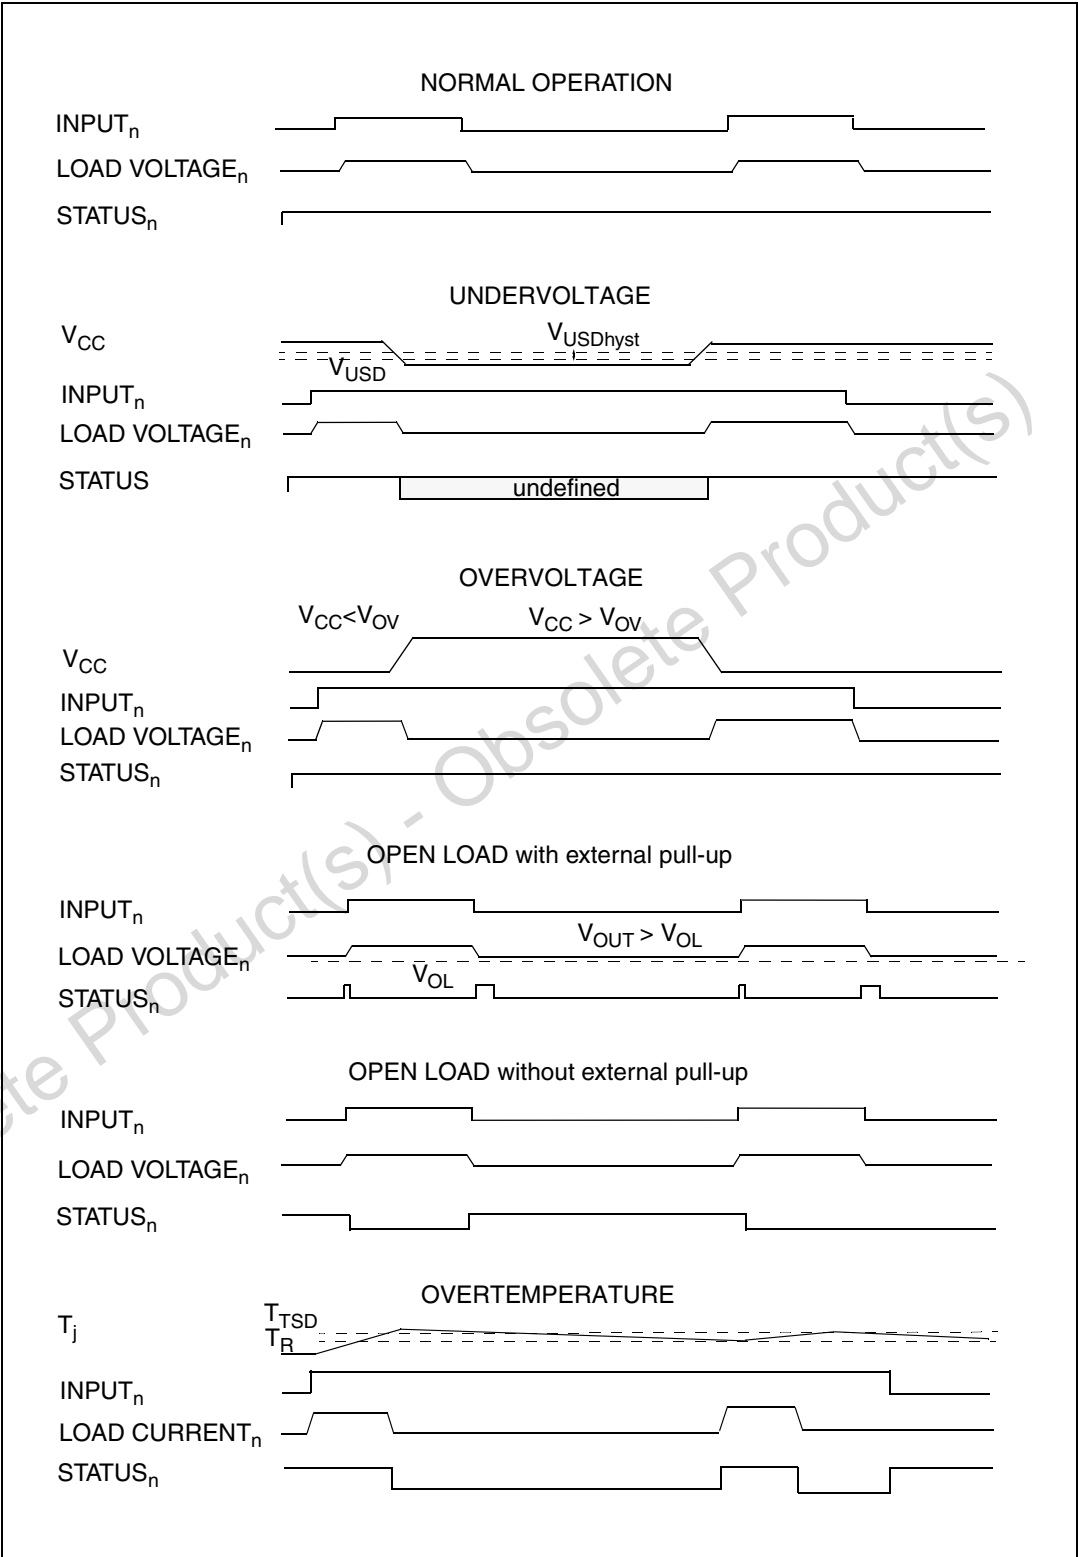 NORMAL OPERATION
INPUTn
LOAD VOLTAGEn
STATUSn
UNDERVOLTAGE
VCC
VUSDhyst
VUSD
INPUTn
LOAD VOLTAGEn
STATUS
undefined
OVERVOLTAGE
VCC<VOV
VCC > VOV
VCC
INPUTn
LOAD VOLTAGEn
STATUSn
OPEN LOAD with external pull-up
INPUTn
VOUT > VOL
LOAD VOLTAGEn
VOL
STATUSn
OPEN LOAD without external pull-up
INPUTn
LOAD VOLTAGEn
STATUSn
OVERTEMPERATURE
Tj
TTSD
TR
INPUTn
LOAD CURRENTn
STATUSn
ete Product(s) - Obsolete Product(s)